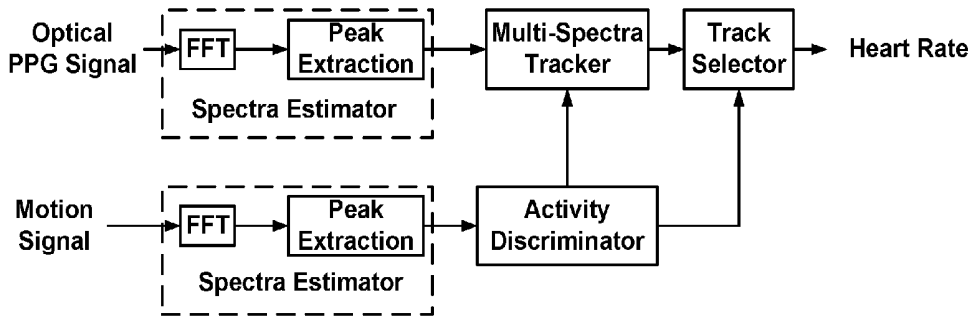 Optical
PPG Signal
FFT
Peak
Extraction
Spectra Estimator
Multi-Spectra
Tracker
Track
Selector
Heart Rate
Motion
Signal
FFT
Peak
Extraction
Spectra Estimator
Activity
Discriminator